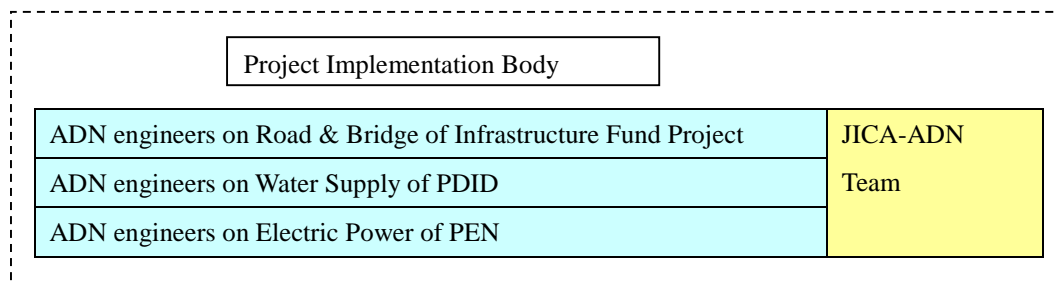 Project Implementation Body
ADN engineers on Road & Bridge of Infrastructure Fund Project
JICA-ADN
Team
ADN engineers on Water Supply of PDID
ADN engineers on Electric Power of PEN